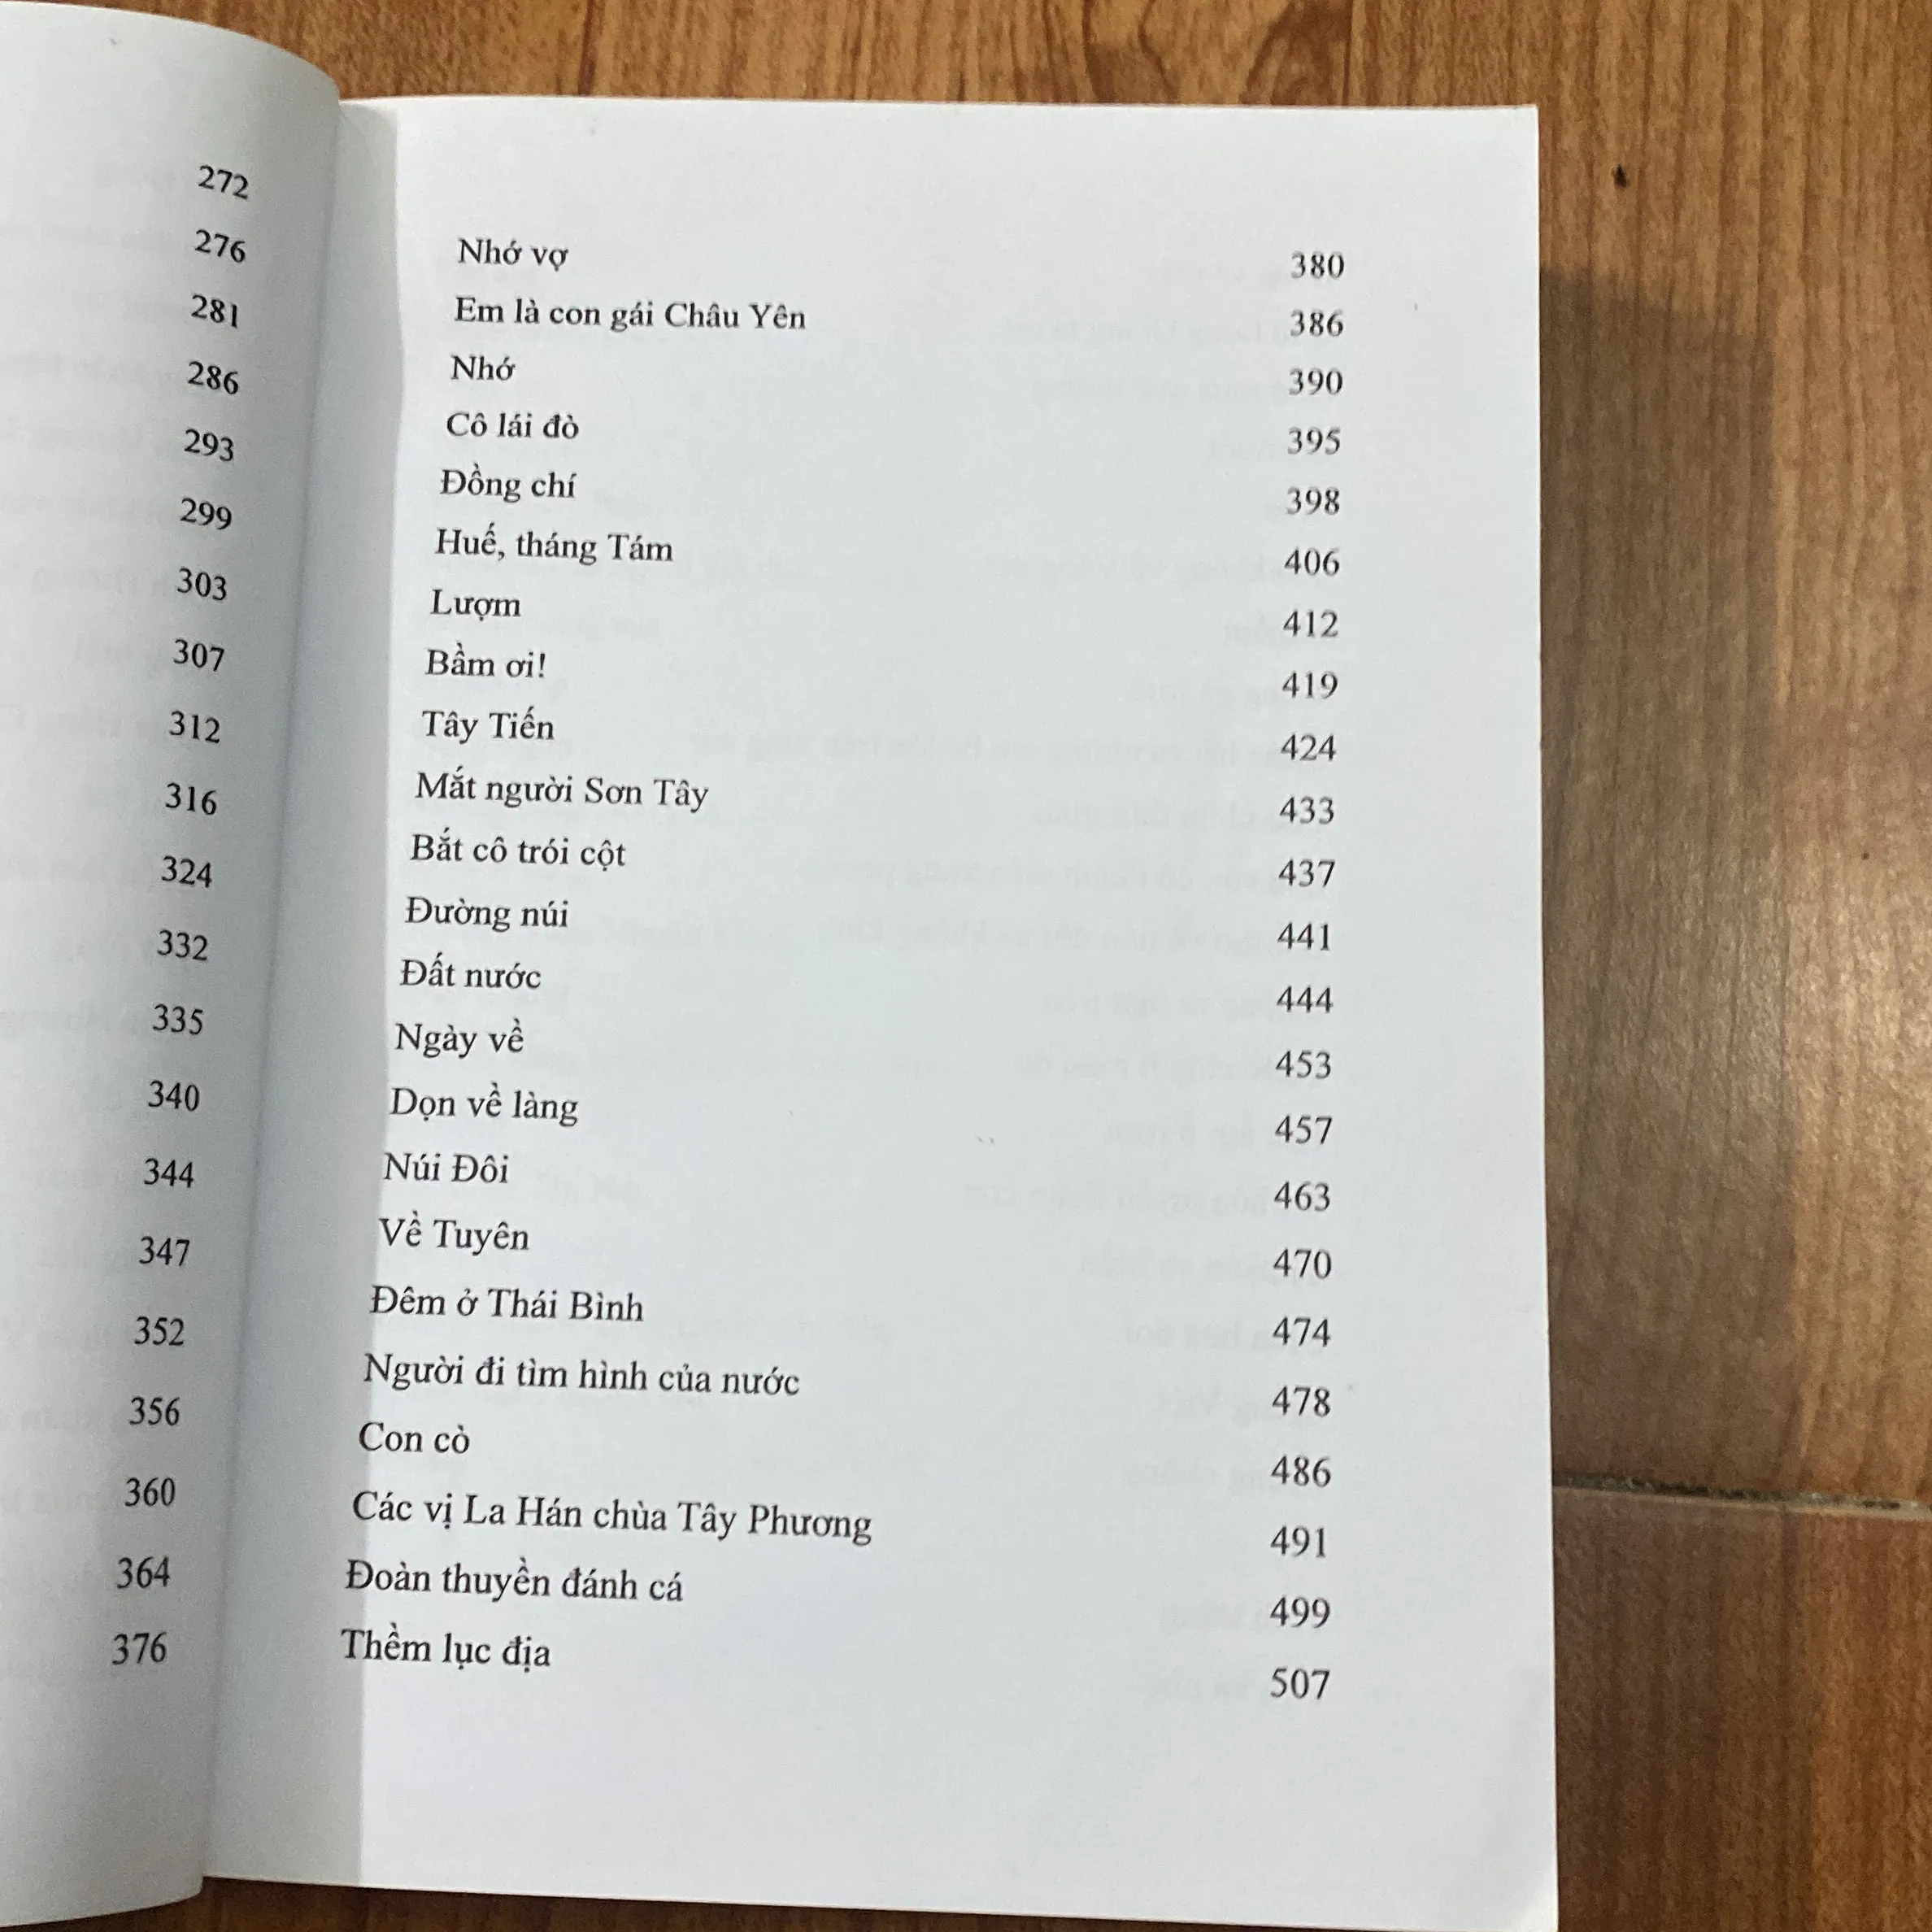 272
276
281
286
293
299
303
307
312
316
324
332
335
340
344
347
352
356
360
364
376
Nhớ vợ 380
Em là con gái Châu Yên 386
Nhớ 390
Cô lái đò 395
Đồng chí 398
Huế, tháng Tám 406
Lượm 412
Bầm ơi! 419
Tây Tiến 424
Mắt người Sơn Tây 433
Bắt cô trói cột 437
Đường núi 441
Đất nước 444
Ngày về 453
Dọn về làng 457
Núi Đôi 463
Về Tuyên 470
Đêm ở Thái Bình 474
Người đi tìm hình của nước 478
Con cò 486
Các vị La Hán chùa Tây Phương 491
Đoàn thuyền đánh cá 499
Thềm lục địa 507